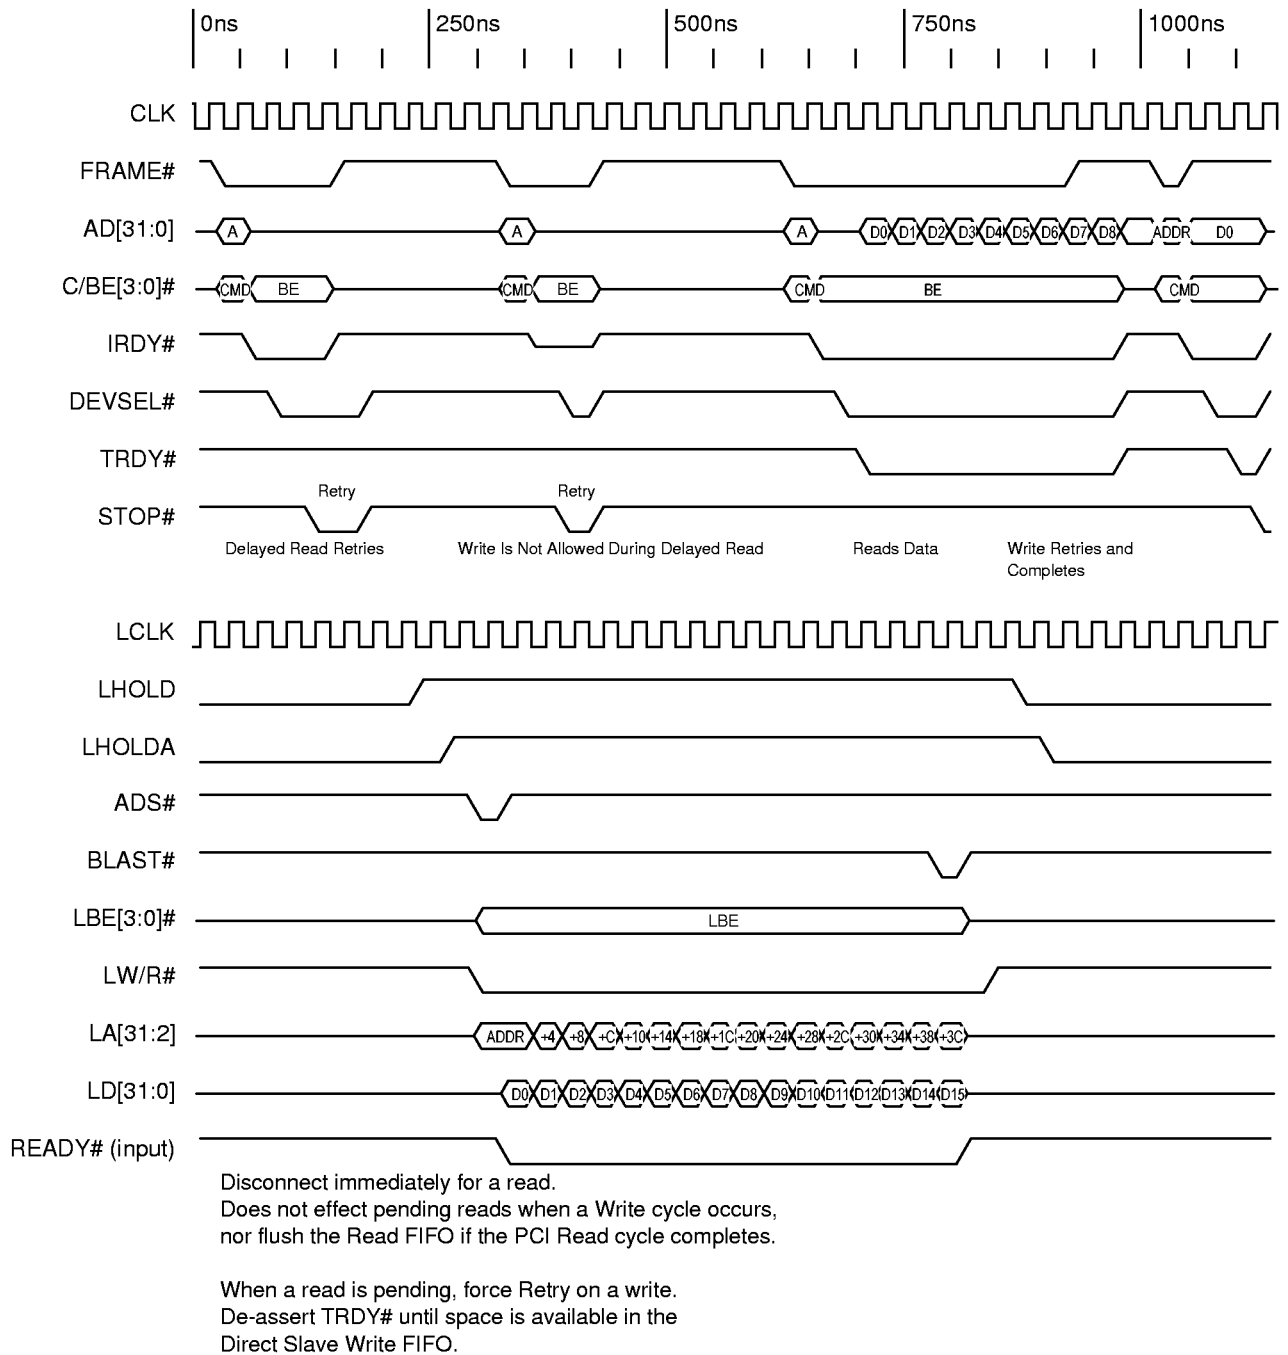 0ns 250ns 500ns 750ns 1000ns
CLK
FRAME#
AD[31:0] A A A D0 D1 D2 D3 D4 D5 D6 D7 D8 ADDR D0
C/BE[3:0]# CMD BE CMD BE CMD BE CMD
IRDY#
DEVSEL#
TRDY#
Retry Retry
STOP#
Delayed Read Retries Write Is Not Allowed During Delayed Read Reads Data Write Retries and
Completes
LCLK
LHOLD
LHOLDA
ADS#
BLAST#
LBE[3:0]# LBE
LW/R#
LA[31:2] ADDR +4 +8 +C +10 +14 +18 +1C +20 +24 +28 +2C +30 +34 +38 +3C
LD[31:0] D0 D1 D2 D3 D4 D5 D6 D7 D8 D9 D10 D11 D12 D13 D14 D15
READY# (input)
Disconnect immediately for a read.
Does not effect pending reads when a Write cycle occurs,
nor flush the Read FIFO if the PCI Read cycle completes.
When a read is pending, force Retry on a write.
De-assert TRDY# until space is available in the
Direct Slave Write FIFO.